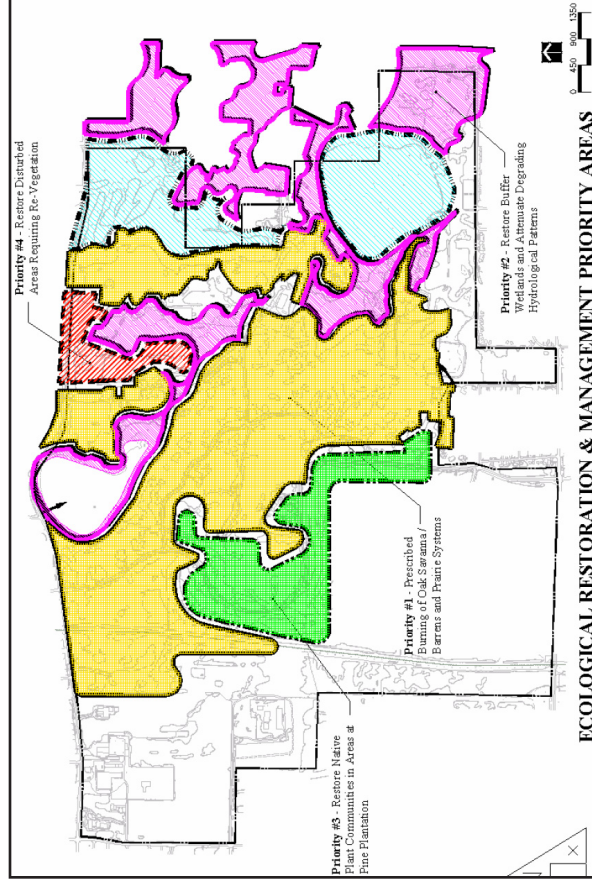 Priority #4 - Restore Disturbed
Areas Requiring Re-Vegetation
Priority #2 - Restore Buffer
Wetlands and Attenuate Degrading
Hydrological Patterns
Priority #1 - Prescribed
Burning of Oak Savanna /
Barrens and Prairie Systems
Priority #3 - Restore Native
Plant Communities in Areas at
Pine Plantation
0 450 900 1350
ECOLOGICAL RESTORATION & MANAGEMENT PRIORITY AREAS